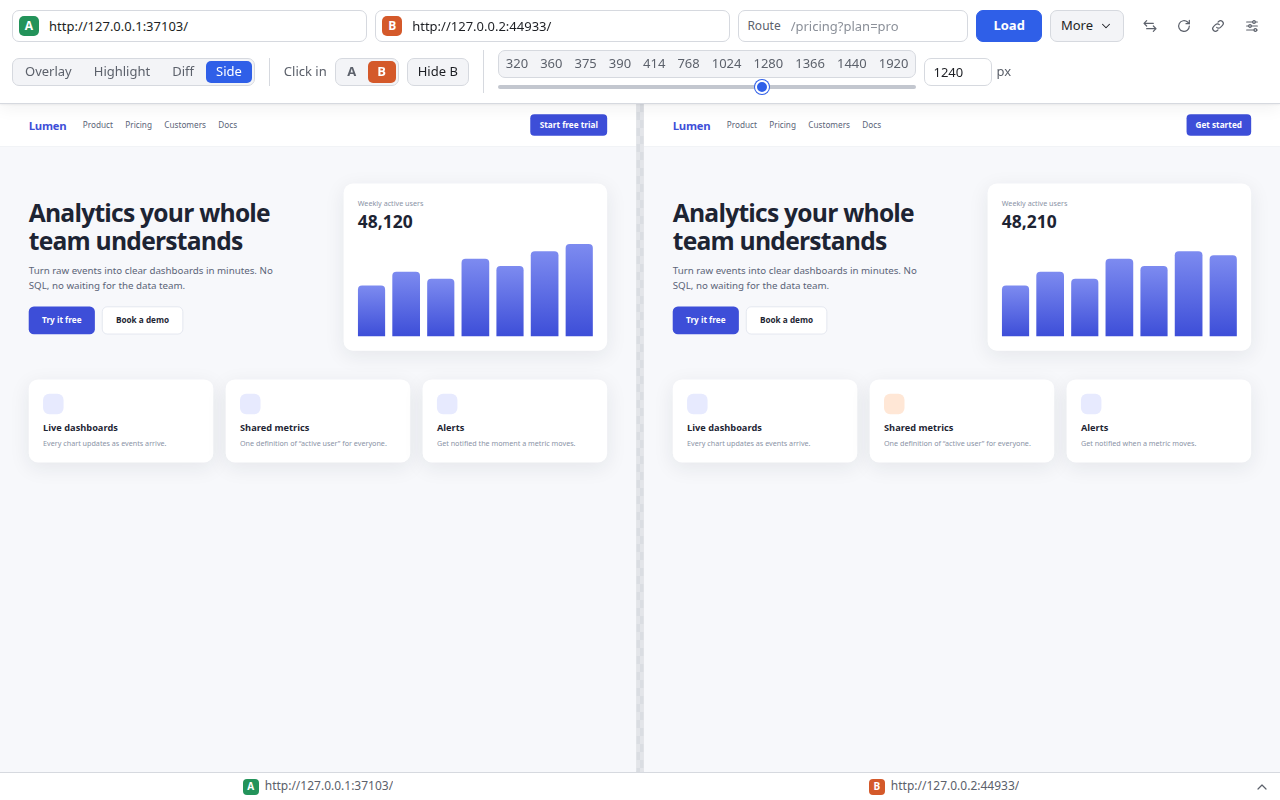 A http://127.0.0.1:37103/
B http://127.0.0.2:44933/
Route /pricing?plan=pro
Load
More
Overlay Highlight Diff Side
Click in A B Hide B
320 360 375 390 414 768 1024 1280 1366 1440 1920
1240 px
Lumen Product Pricing Customers Docs Start free trial
Analytics your whole
team understands
Turn raw events into clear dashboards in minutes. No
SQL, no waiting for the data team.
Try it free Book a demo
Weekly active users
48,120
Live dashboards
Every chart updates as events arrive.
Shared metrics
One definition of "active user" for everyone.
Alerts
Get notified the moment a metric moves.
Lumen Product Pricing Customers Docs Get started
Analytics your whole
team understands
Turn raw events into clear dashboards in minutes. No
SQL, no waiting for the data team.
Try it free Book a demo
Weekly active users
48,210
Live dashboards
Every chart updates as events arrive.
Shared metrics
One definition of "active user" for everyone.
Alerts
Get notified when a metric moves.
A http://127.0.0.1:37103/
B http://127.0.0.2:44933/